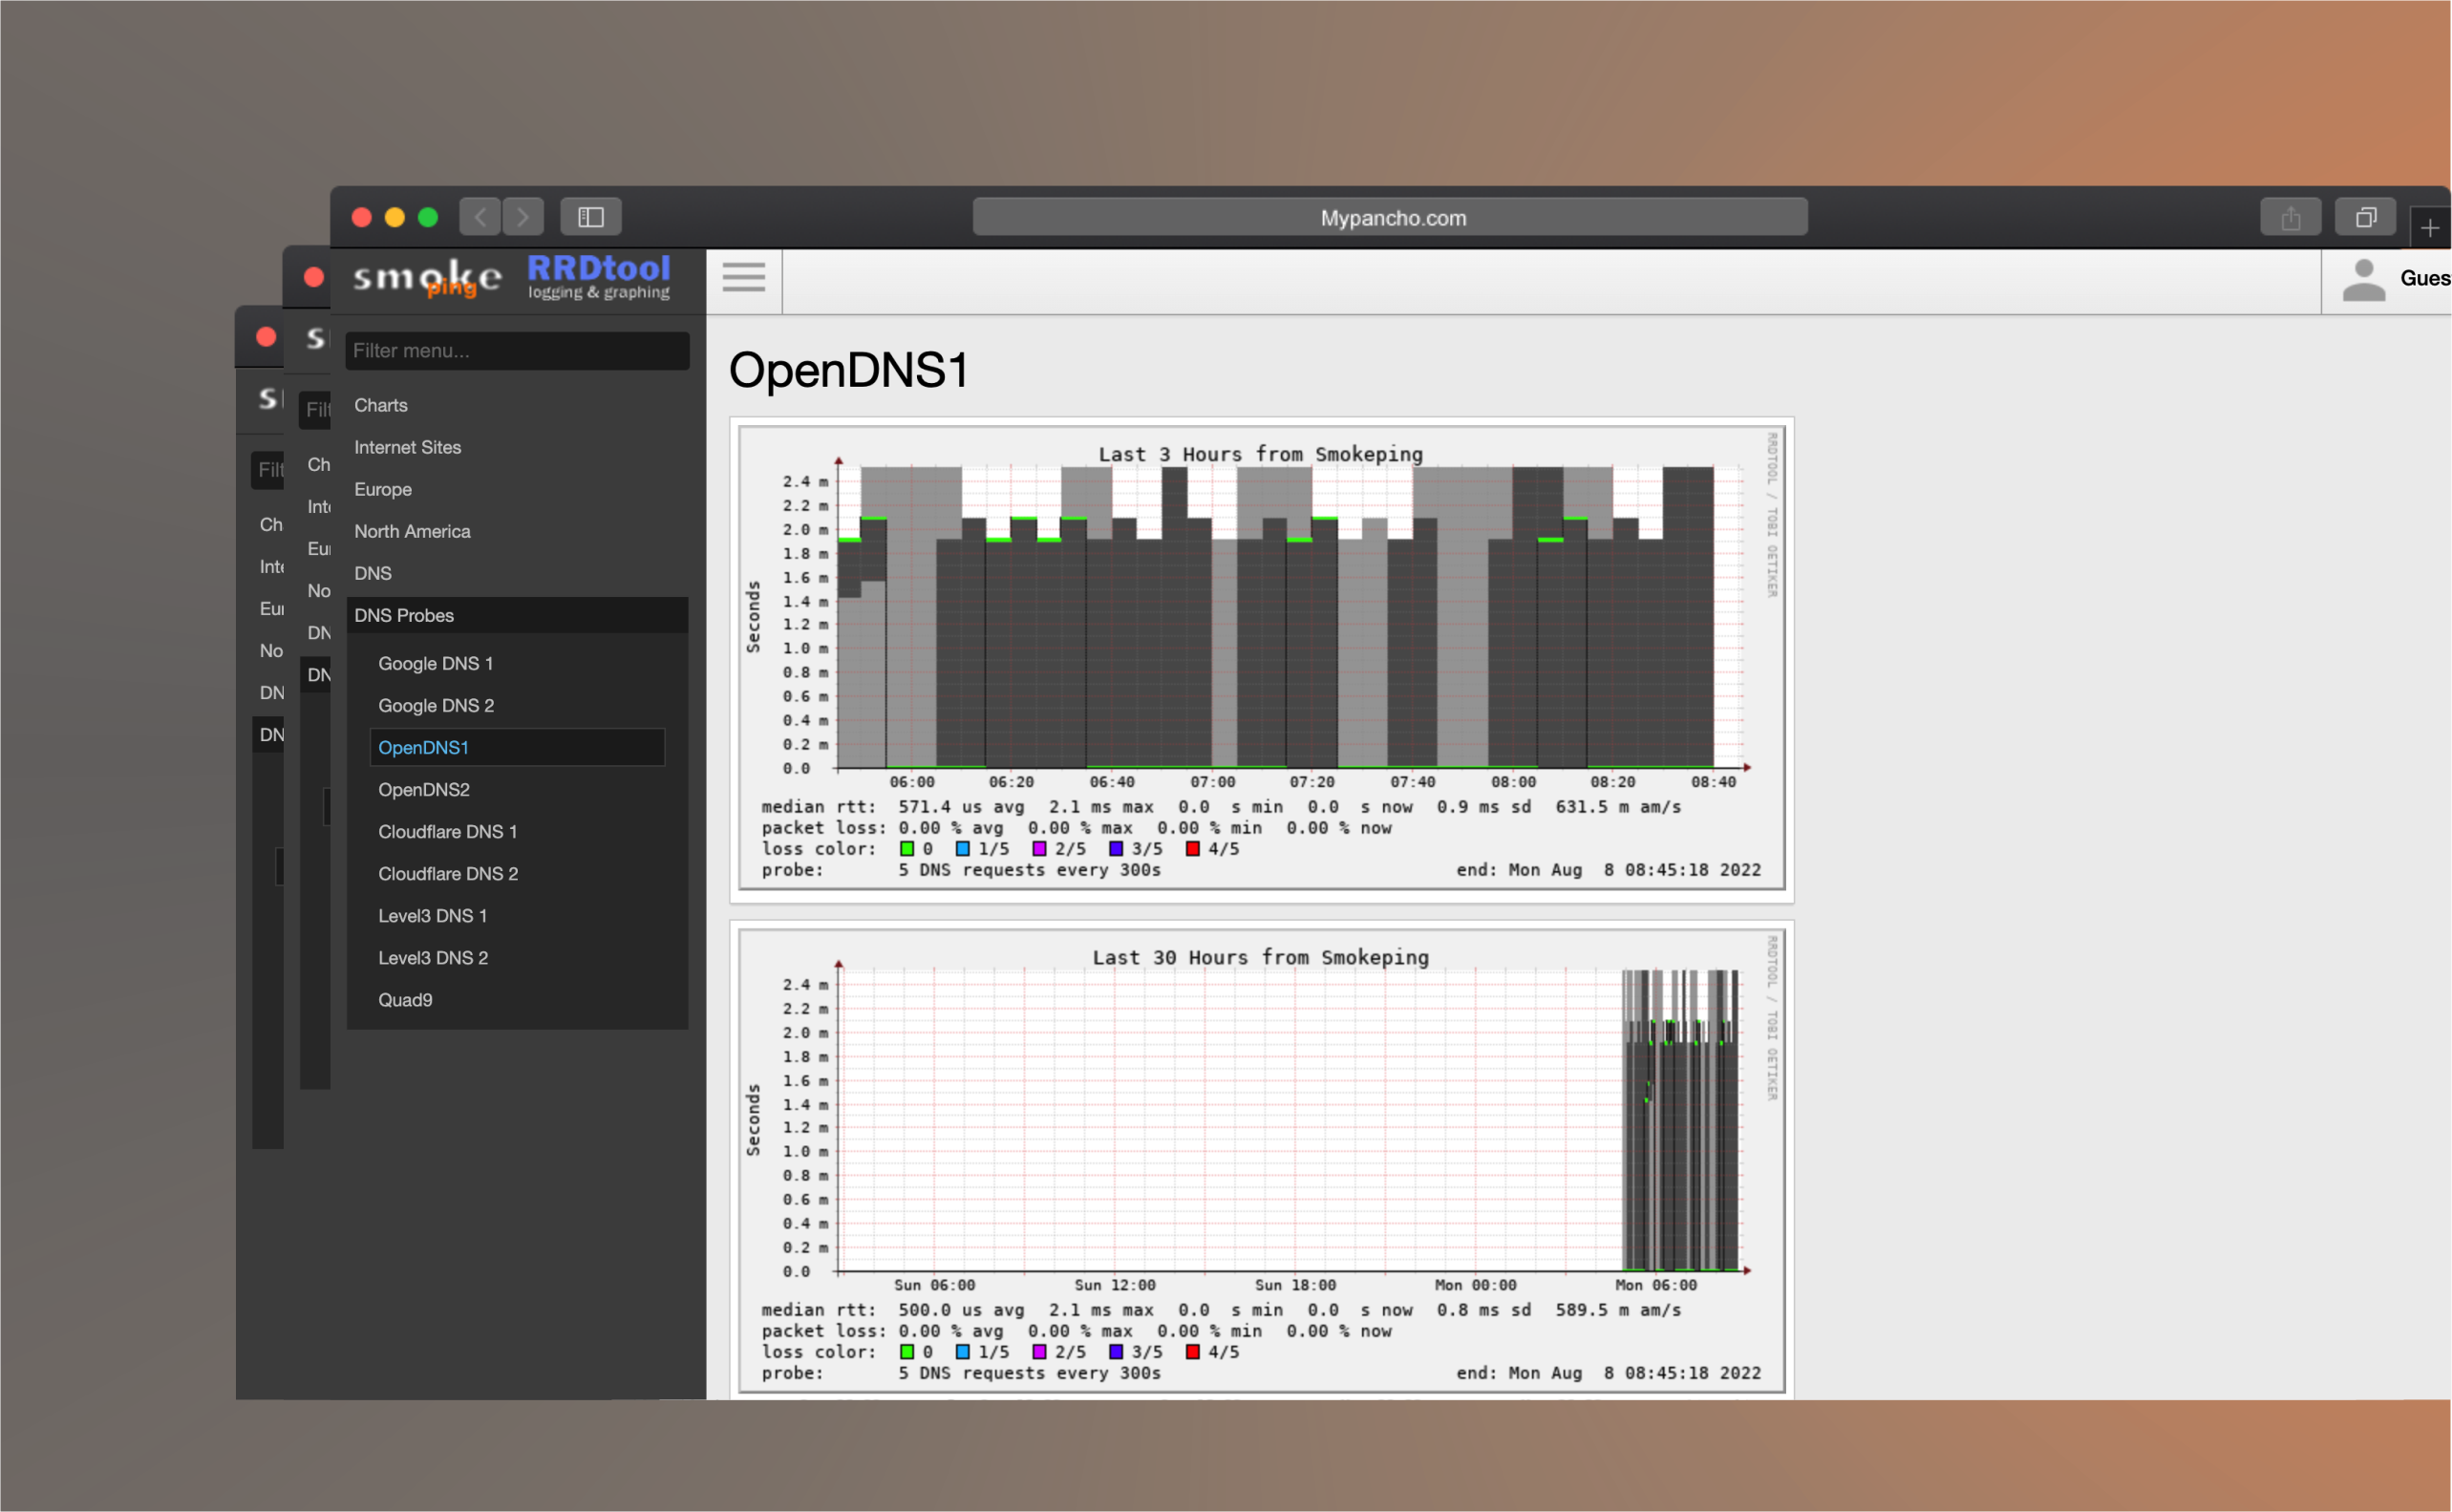 Mypancho.com
smoke
ping
RRDtool
logging & graphing
Gues
Filter menu...
Charts
Internet Sites
Europe
North America
DNS
DNS Probes
Google DNS 1
Google DNS 2
OpenDNS1
OpenDNS2
Cloudflare DNS 1
Cloudflare DNS 2
Level3 DNS 1
Level3 DNS 2
Quad9
S
Filt
Ch
Inte
Eur
No
DN
DN
S
Filt
Ch
Inte
Eur
No
DN
DN
OpenDNS1
Last 3 Hours from Smokeping
RRDTOOL / TOBI OETIKER
Seconds
2.4 m
2.2 m
2.0 m
1.8 m
1.6 m
1.4 m
1.2 m
1.0 m
0.8 m
0.6 m
0.4 m
0.2 m
0.0
06:00 06:20 06:40 07:00 07:20 07:40 08:00 08:20 08:40
median rtt: 571.4 us avg 2.1 ms max 0.0 s min 0.0 s now 0.9 ms sd 631.5 m am/s
packet loss: 0.00 % avg 0.00 % max 0.00 % min 0.00 % now
loss color: 0 1/5 2/5 3/5 4/5
probe: 5 DNS requests every 300s end: Mon Aug 8 08:45:18 2022
Last 30 Hours from Smokeping
RRDTOOL / TOBI OETIKER
Seconds
2.4 m
2.2 m
2.0 m
1.8 m
1.6 m
1.4 m
1.2 m
1.0 m
0.8 m
0.6 m
0.4 m
0.2 m
0.0
Sun 06:00 Sun 12:00 Sun 18:00 Mon 00:00 Mon 06:00
median rtt: 500.0 us avg 2.1 ms max 0.0 s min 0.0 s now 0.8 ms sd 589.5 m am/s
packet loss: 0.00 % avg 0.00 % max 0.00 % min 0.00 % now
loss color: 0 1/5 2/5 3/5 4/5
probe: 5 DNS requests every 300s end: Mon Aug 8 08:45:18 2022